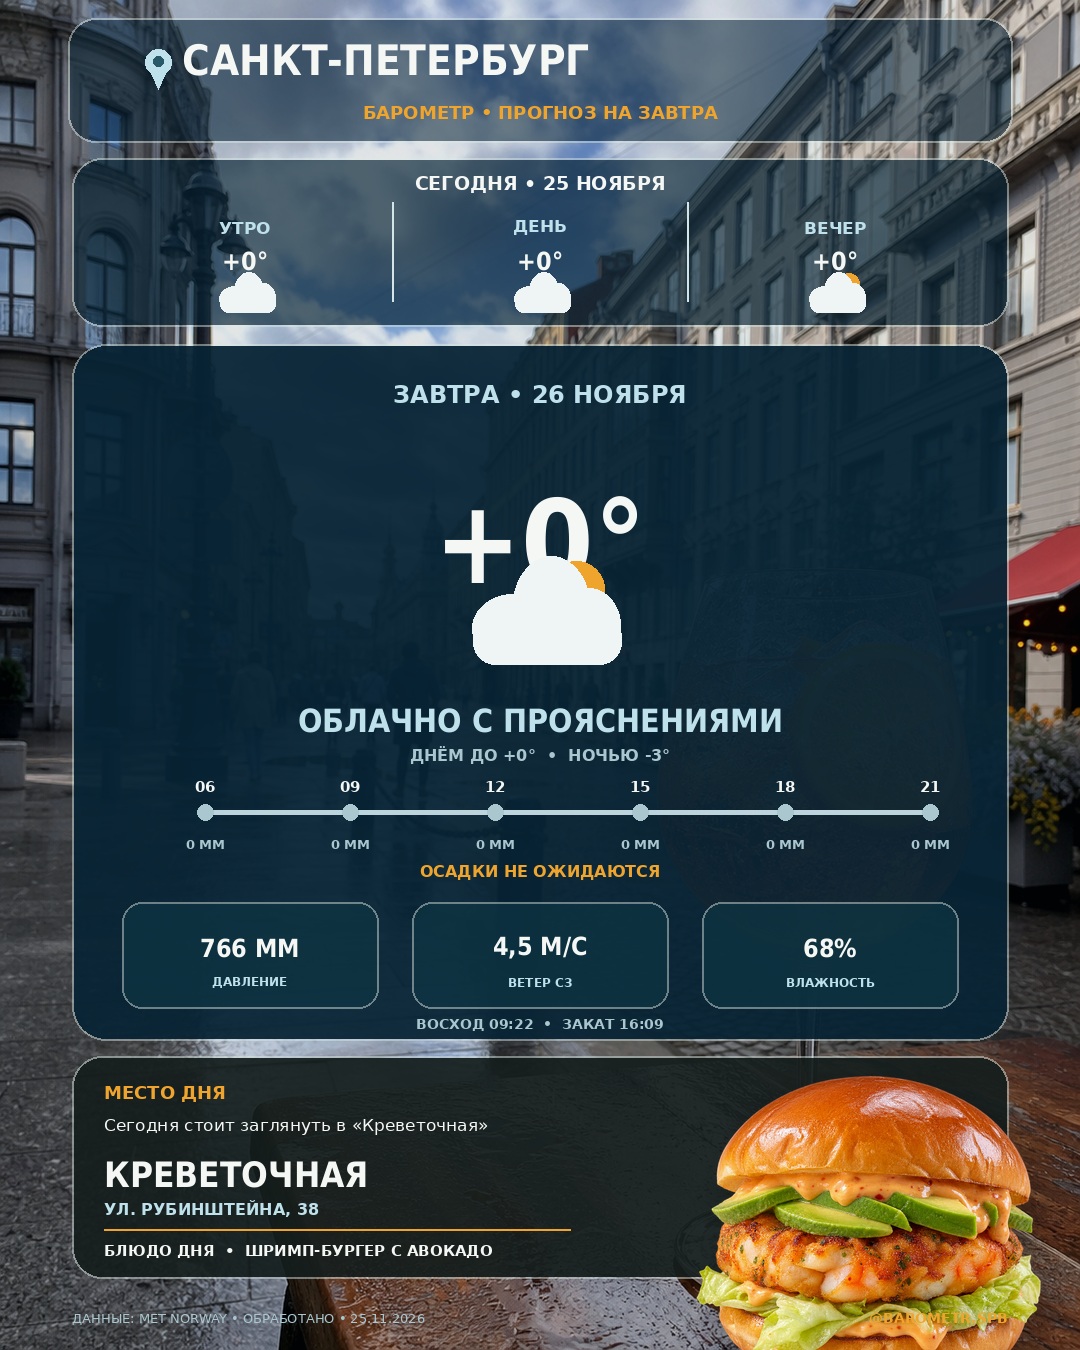 САНКТ-ПЕТЕРБУРГ
БАРОМЕТР • ПРОГНОЗ НА ЗАВТРА
СЕГОДНЯ • 25 НОЯБРЯ
УТРО ДЕНЬ ВЕЧЕР
+0° +0° +0°
ЗАВТРА • 26 НОЯБРЯ
+0°
ОБЛАЧНО С ПРОЯСНЕНИЯМИ
ДНЁМ ДО +0° • НОЧЬЮ -3°
06 09 12 15 18 21
0 ММ 0 ММ 0 ММ 0 ММ 0 ММ 0 ММ
ОСАДКИ НЕ ОЖИДАЮТСЯ
766 ММ 4,5 М/С 68%
ДАВЛЕНИЕ ВЕТЕР СЗ ВЛАЖНОСТЬ
ВОСХОД 09:22 • ЗАКАТ 16:09
МЕСТО ДНЯ
Сегодня стоит заглянуть в «Креветочная»
КРЕВЕТОЧНАЯ
УЛ. РУБИНШТЕЙНА, 38
БЛЮДО ДНЯ • ШРИМП-БУРГЕР С АВОКАДО
ДАННЫЕ: MET NORWAY • ОБРАБОТАНО • 25.11.2026